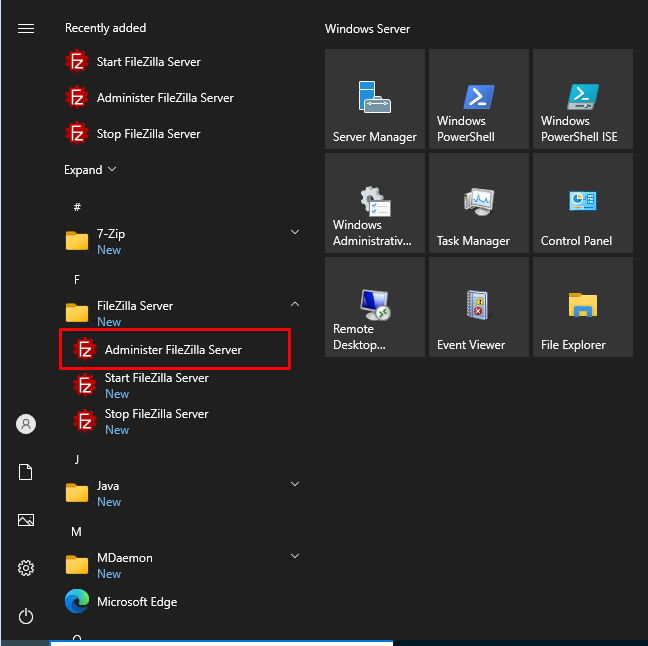 Recently added
Start FileZilla Server
Administer FileZilla Server
Stop FileZilla Server
Expand
#
7-Zip
New
F
FileZilla Server
New
Administer FileZilla Server
Start FileZilla Server
New
Stop FileZilla Server
New
J
Java
New
M
MDaemon
New
Microsoft Edge
Windows Server
Server Manager
Windows
PowerShell
Windows
PowerShell ISE
Windows
Administrativ...
Task Manager
Control Panel
Remote
Desktop...
Event Viewer
File Explorer